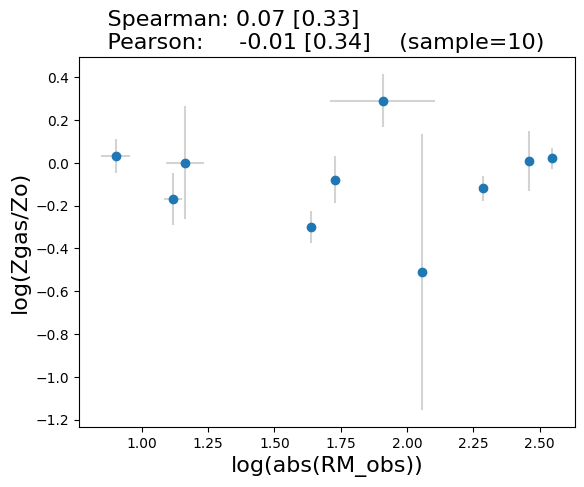 Spearman: 0.07 [0.33]
Pearson: -0.01 [0.34] (sample=10)
0.4
0.2
0.0
−0.2
−0.4
−0.6
−0.8
−1.0
−1.2
log(Zgas/Zo)
1.00 1.25 1.50 1.75 2.00 2.25 2.50
log(abs(RM_obs))